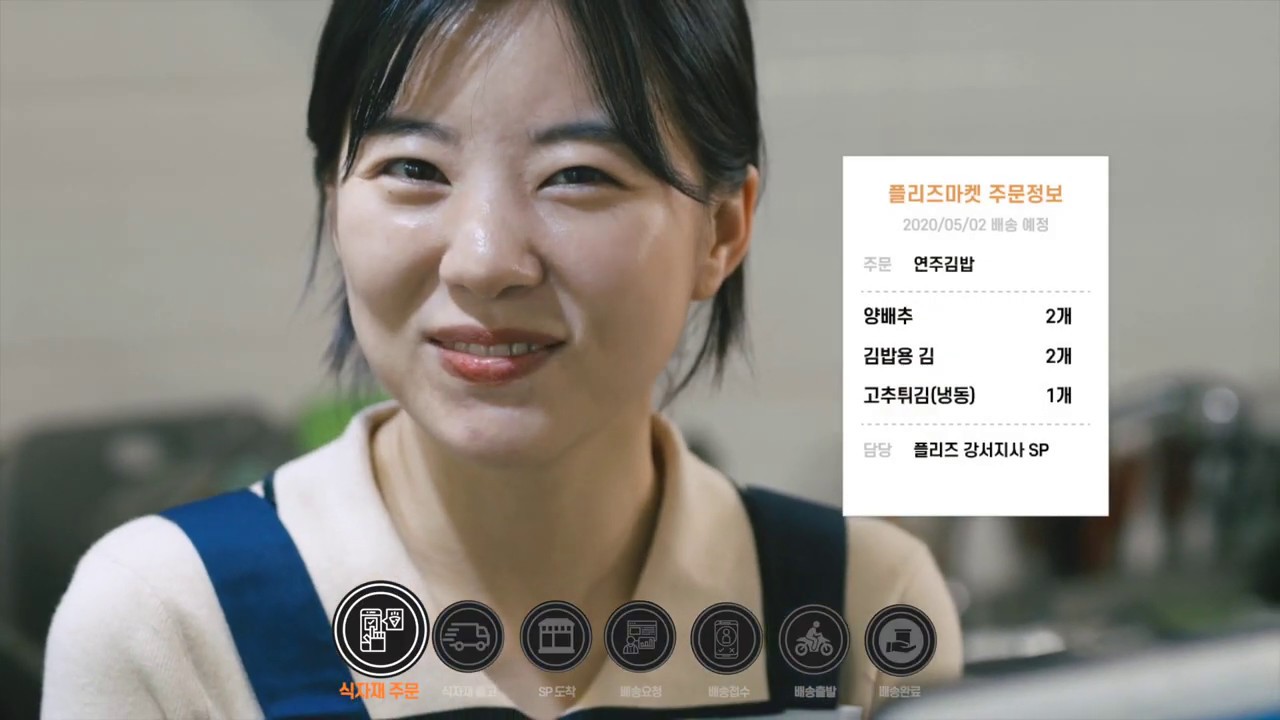 플리즈마켓 주문정보
2020/05/02 배송 예정
주문 연주김밥
양배추 2개
김밥용 김 2개
고추튀김(냉동) 1개
담당 플리즈 강서지사 SP
식자재 주문 식자재 출고 SP 도착 배송요청 배송접수 배송출발 배송완료